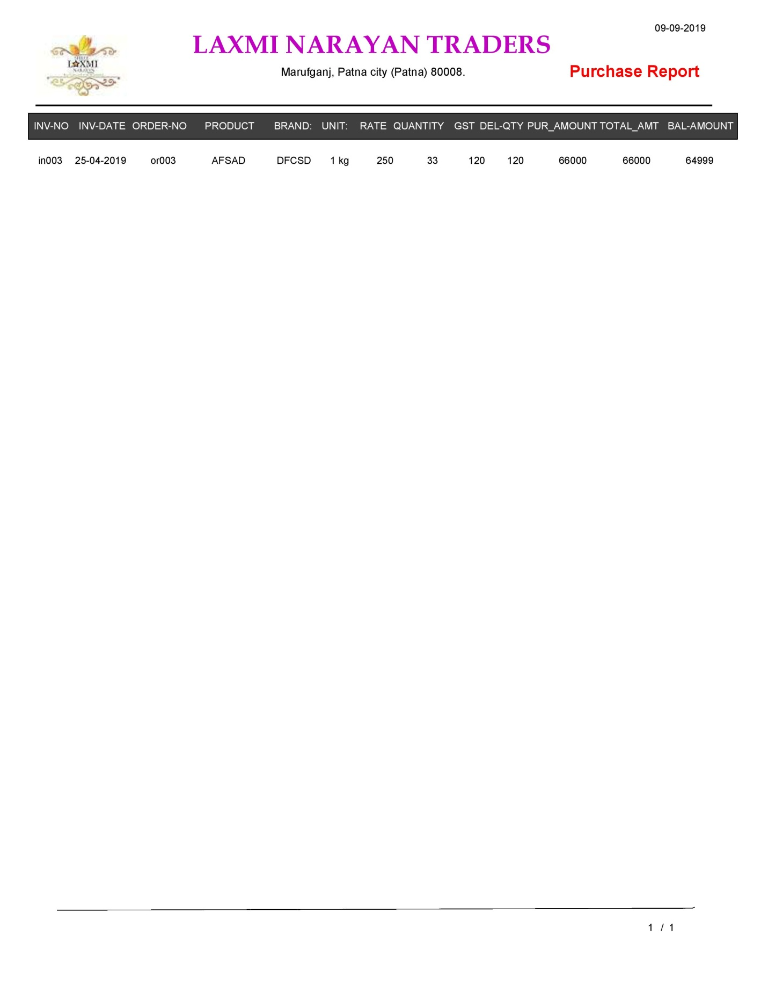 09-09-2019
LAXMI NARAYAN TRADERS
SHREE
LAXMI
NARAYAN
Marufganj, Patna city (Patna) 80008.
Purchase Report
INV-NO INV-DATE ORDER-NO PRODUCT BRAND: UNIT: RATE QUANTITY GST DEL-QTY PUR_AMOUNT TOTAL_AMT BAL-AMOUNT
in003 25-04-2019 or003 AFSAD DFCSD 1 kg 250 33 120 120 66000 66000 64999
1 / 1